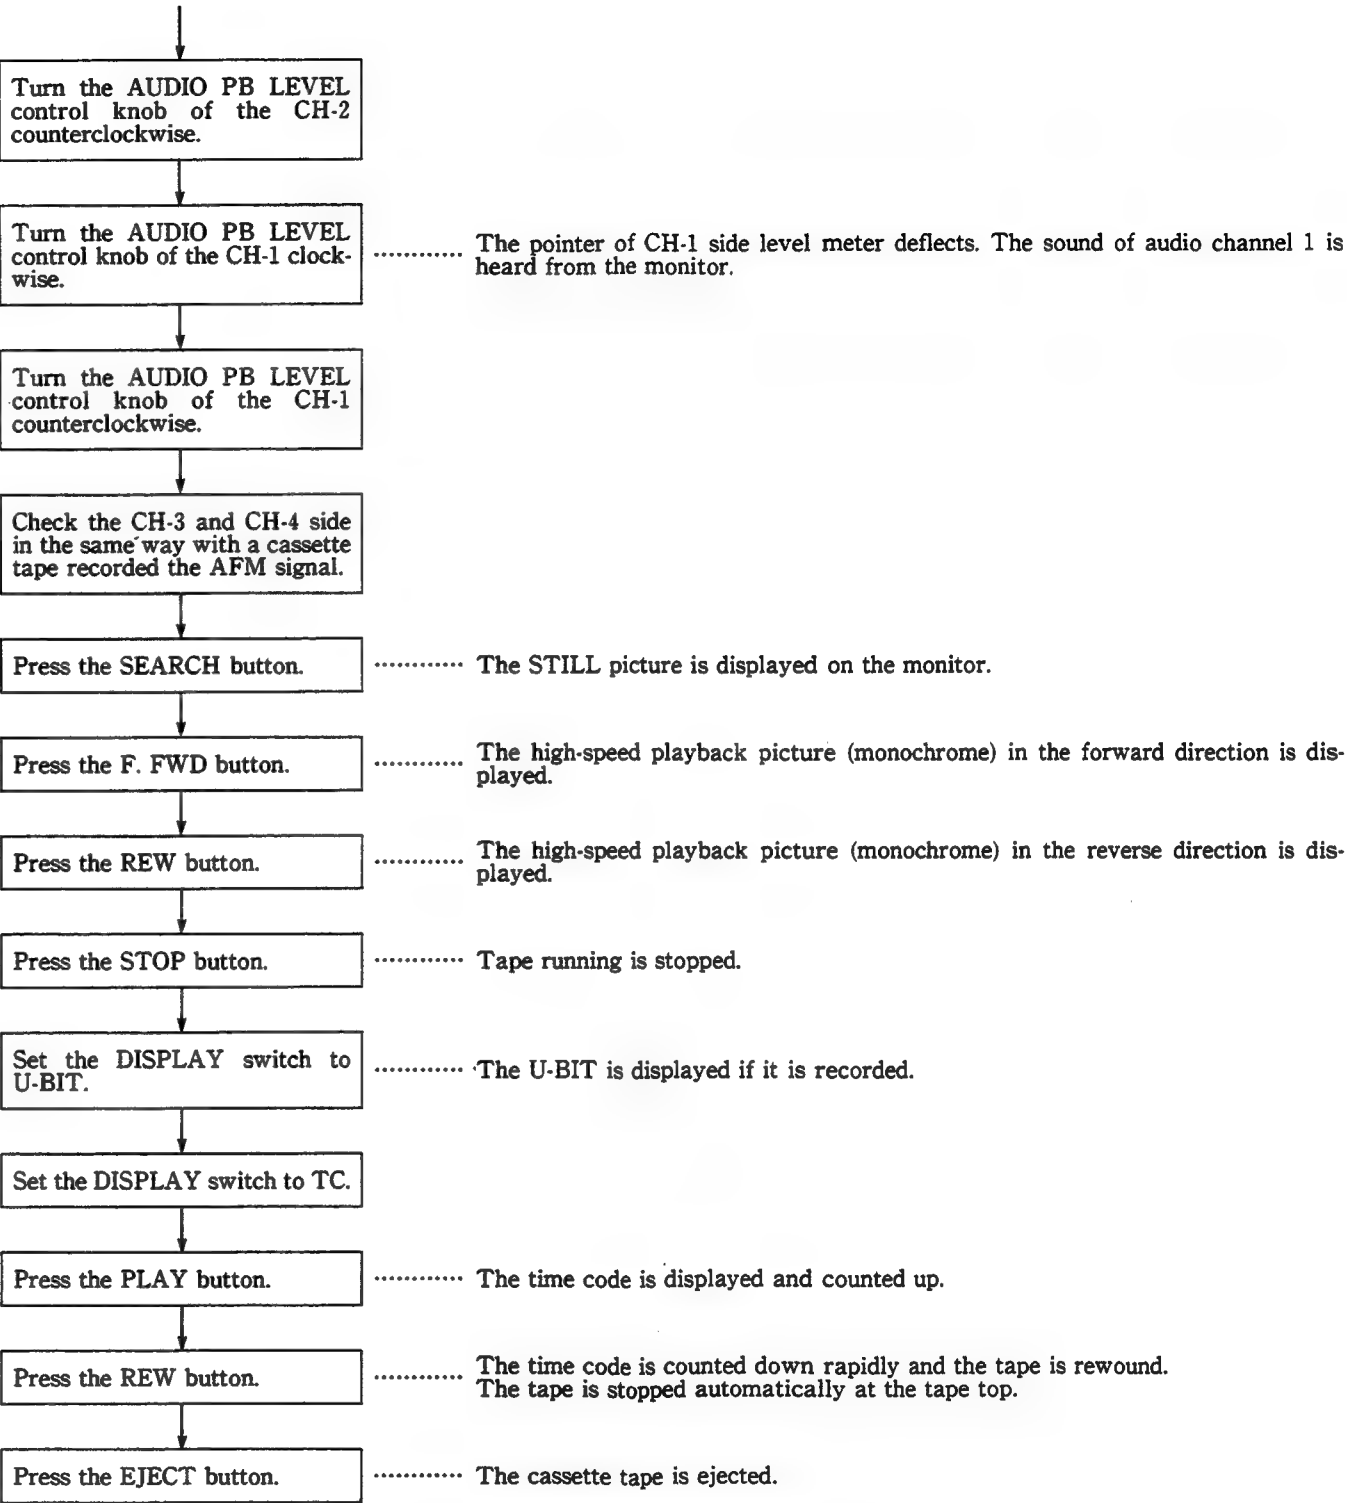 Turn the AUDIO PB LEVEL
control knob of the CH-2
counterclockwise.
Turn the AUDIO PB LEVEL
control knob of the CH-1 clock-
wise.
............ The pointer of CH-1 side level meter deflects. The sound of audio channel 1 is
heard from the monitor.
Turn the AUDIO PB LEVEL
control knob of the CH-1
counterclockwise.
Check the CH-3 and CH-4 side
in the same way with a cassette
tape recorded the AFM signal.
Press the SEARCH button. ............ The STILL picture is displayed on the monitor.
Press the F. FWD button. ............ The high-speed playback picture (monochrome) in the forward direction is dis-
played.
Press the REW button. ............ The high-speed playback picture (monochrome) in the reverse direction is dis-
played.
Press the STOP button. ............ Tape running is stopped.
Set the DISPLAY switch to
U-BIT.
............ The U-BIT is displayed if it is recorded.
Set the DISPLAY switch to TC.
Press the PLAY button. ............ The time code is displayed and counted up.
Press the REW button. ............ The time code is counted down rapidly and the tape is rewound.
The tape is stopped automatically at the tape top.
Press the EJECT button. ............ The cassette tape is ejected.